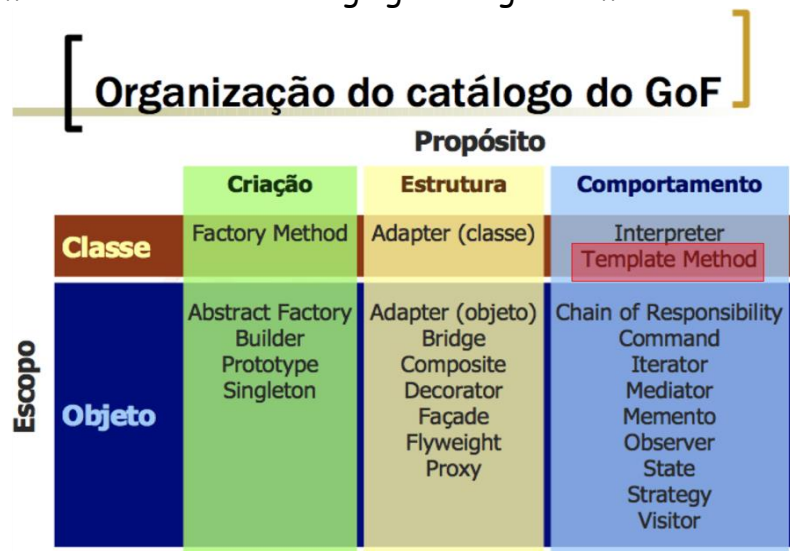 Organização do catálogo do GoF
Propósito
Criação Estrutura Comportamento
Escopo
Classe
Factory Method
Adapter (classe)
Interpreter
Template Method
Objeto
Abstract Factory
Builder
Prototype
Singleton
Adapter (objeto)
Bridge
Composite
Decorator
Façade
Flyweight
Proxy
Chain of Responsibility
Command
Iterator
Mediator
Memento
Observer
State
Strategy
Visitor